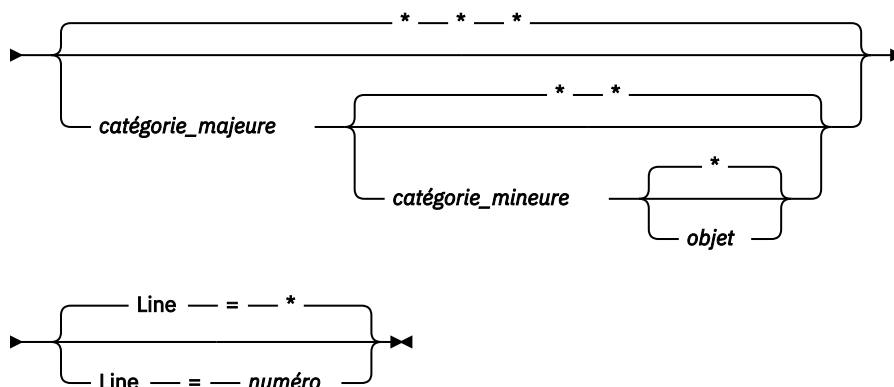 * * *
* *
catégorie_majeure
*
catégorie_mineure
objet
Line = *
Line = numéro